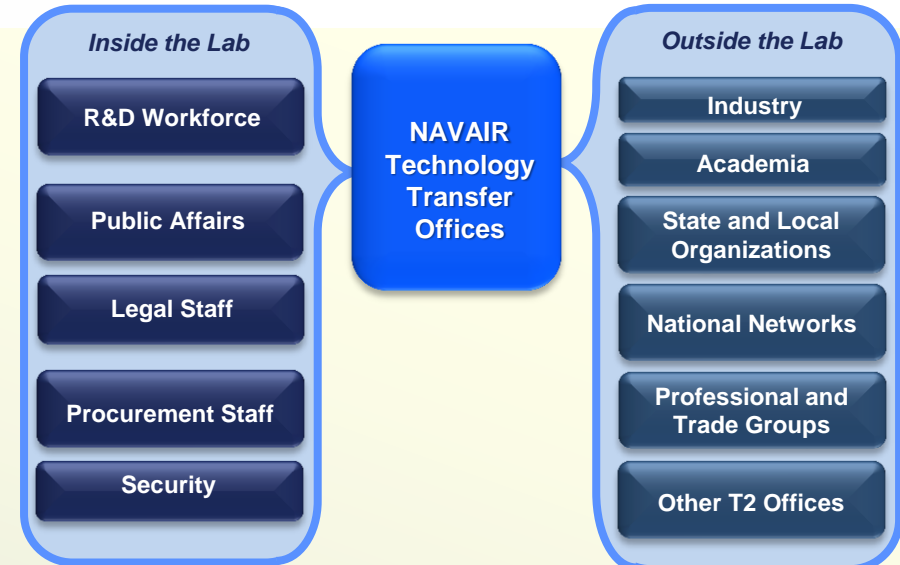 Inside the Lab
R&D Workforce
Public Affairs
Legal Staff
Procurement Staff
Security
NAVAIR
Technology
Transfer
Offices
Outside the Lab
Industry
Academia
State and Local
Organizations
National Networks
Professional and
Trade Groups
Other T2 Offices